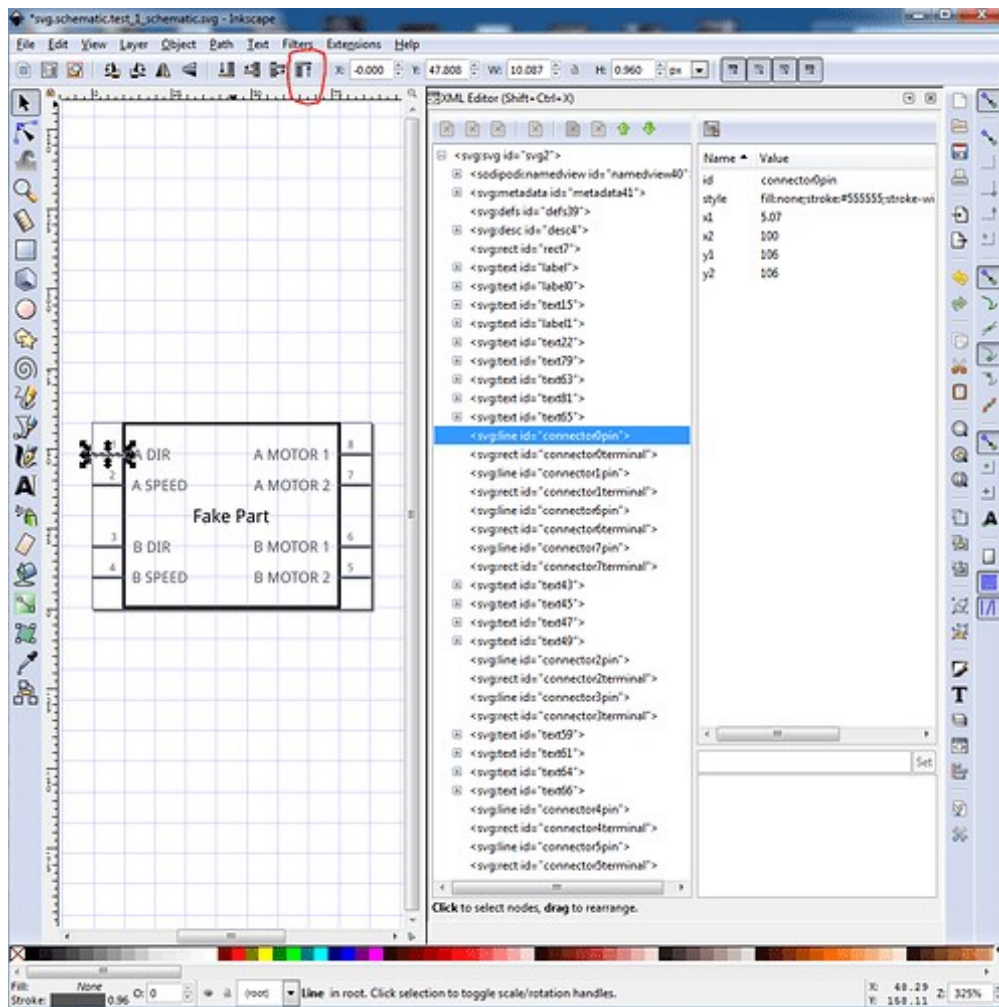 *svg.schematic.test_1_schematic.svg - Inkscape
File Edit View Layer Object Path Text Filters Extensions Help
X: -0.000 Y: 47.808 W: 10.087 H: 0.960 px
XML Editor (Shift+Ctrl+X)
<svg:svg id="svg2">
<sodipodi:namedview id="namedview40":
<svg:metadata id="metadata41">
<svg:defs id="defs39">
<svg:desc id="desc4">
<svg:rect id="rect7">
<svg:text id="label">
<svg:text id="label0">
<svg:text id="text15">
<svg:text id="label1">
<svg:text id="text22">
<svg:text id="text79">
<svg:text id="text63">
<svg:text id="text81">
<svg:text id="text65">
<svg:line id="connector0pin">
<svg:rect id="connector0terminal">
<svg:line id="connector1pin">
<svg:rect id="connector1terminal">
<svg:line id="connector6pin">
<svg:rect id="connector6terminal">
<svg:line id="connector7pin">
<svg:rect id="connector7terminal">
<svg:text id="text43">
<svg:text id="text45">
<svg:text id="text47">
<svg:text id="text49">
<svg:line id="connector2pin">
<svg:rect id="connector2terminal">
<svg:line id="connector3pin">
<svg:rect id="connector3terminal">
<svg:text id="text59">
<svg:text id="text61">
<svg:text id="text64">
<svg:text id="text66">
<svg:line id="connector4pin">
<svg:rect id="connector4terminal">
<svg:line id="connector5pin">
<svg:rect id="connector5terminal">
Click to select nodes, drag to rearrange.
Name Value
id connector0pin
style fill:none;stroke:#555555;stroke-wi
x1 5.07
x2 100
y1 106
y2 106
Set
A DIR A MOTOR 1 8
2 A SPEED A MOTOR 2 7
Fake Part
3 B DIR B MOTOR 1 6
4 B SPEED B MOTOR 2 5
Fill: None
Stroke: 0.96 O: 0 (root) Line in root. Click selection to toggle scale/rotation handles.
X: 68.29
Y: 168.11 Z: 325%